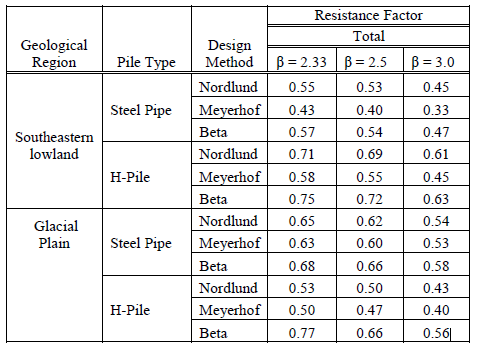 Resistance Factor
Geological Region Pile Type Design Method Total
β = 2.33 β = 2.5 β = 3.0
Southeastern lowland Steel Pipe Nordlund 0.55 0.53 0.45
Meyerhof 0.43 0.40 0.33
Beta 0.57 0.54 0.47
H-Pile Nordlund 0.71 0.69 0.61
Meyerhof 0.58 0.55 0.45
Beta 0.75 0.72 0.63
Glacial Plain Steel Pipe Nordlund 0.65 0.62 0.54
Meyerhof 0.63 0.60 0.53
Beta 0.68 0.66 0.58
H-Pile Nordlund 0.53 0.50 0.43
Meyerhof 0.50 0.47 0.40
Beta 0.77 0.66 0.56